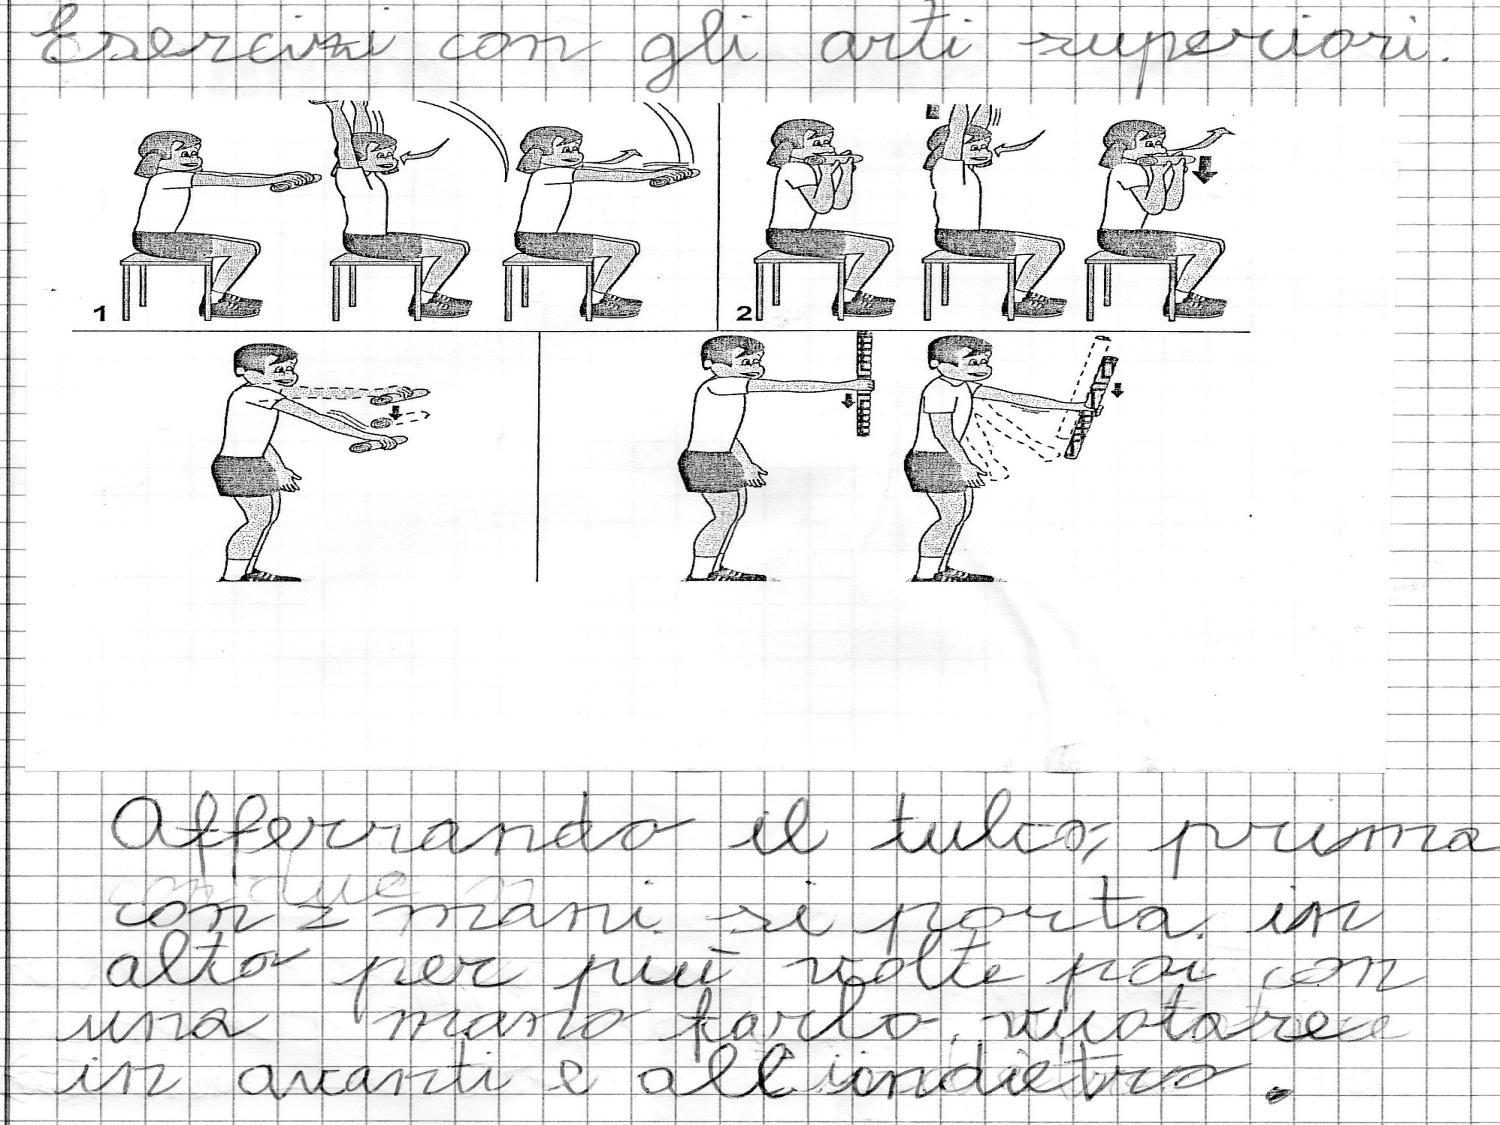 Esercizi con gli arti superiori.
1
2
Afferrando il tubo, prima
con 2 mani si porta in
alto per più volte poi con
una mano farlo ruotare
in avanti e all'indietro.